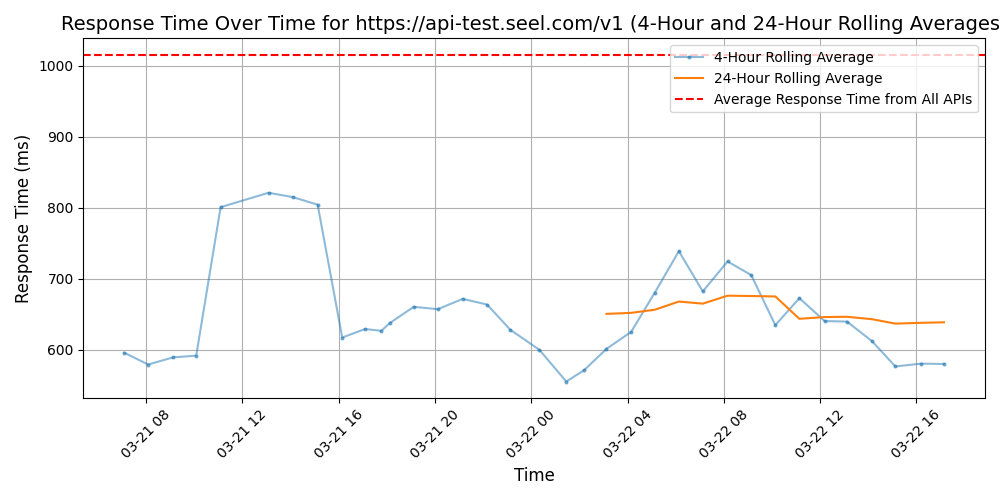 Response Time Over Time for https://api-test.seel.com/v1 (4-Hour and 24-Hour Rolling Averages
4-Hour Rolling Average
24-Hour Rolling Average
Average Response Time from All APIs
Response Time (ms)
1000
900
800
700
600
03-21 08
03-21 12
03-21 16
03-21 20
03-22 00
03-22 04
03-22 08
03-22 12
03-22 16
Time